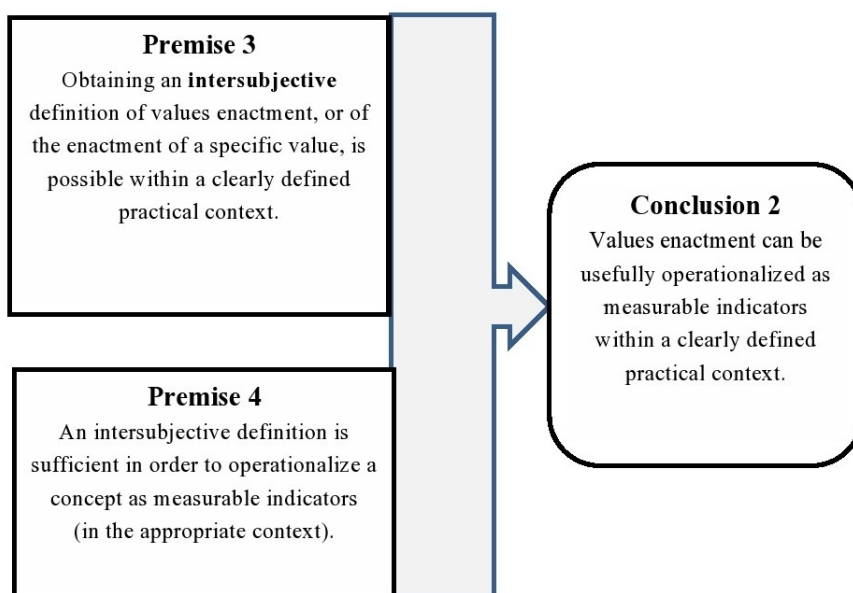 Premise 3
Obtaining an intersubjective
definition of values enactment, or of
the enactment of a specific value, is
possible within a clearly defined
practical context.
Premise 4
An intersubjective definition is
sufficient in order to operationalize a
concept as measurable indicators
(in the appropriate context).
Conclusion 2
Values enactment can be
usefully operationalized as
measurable indicators
within a clearly defined
practical context.